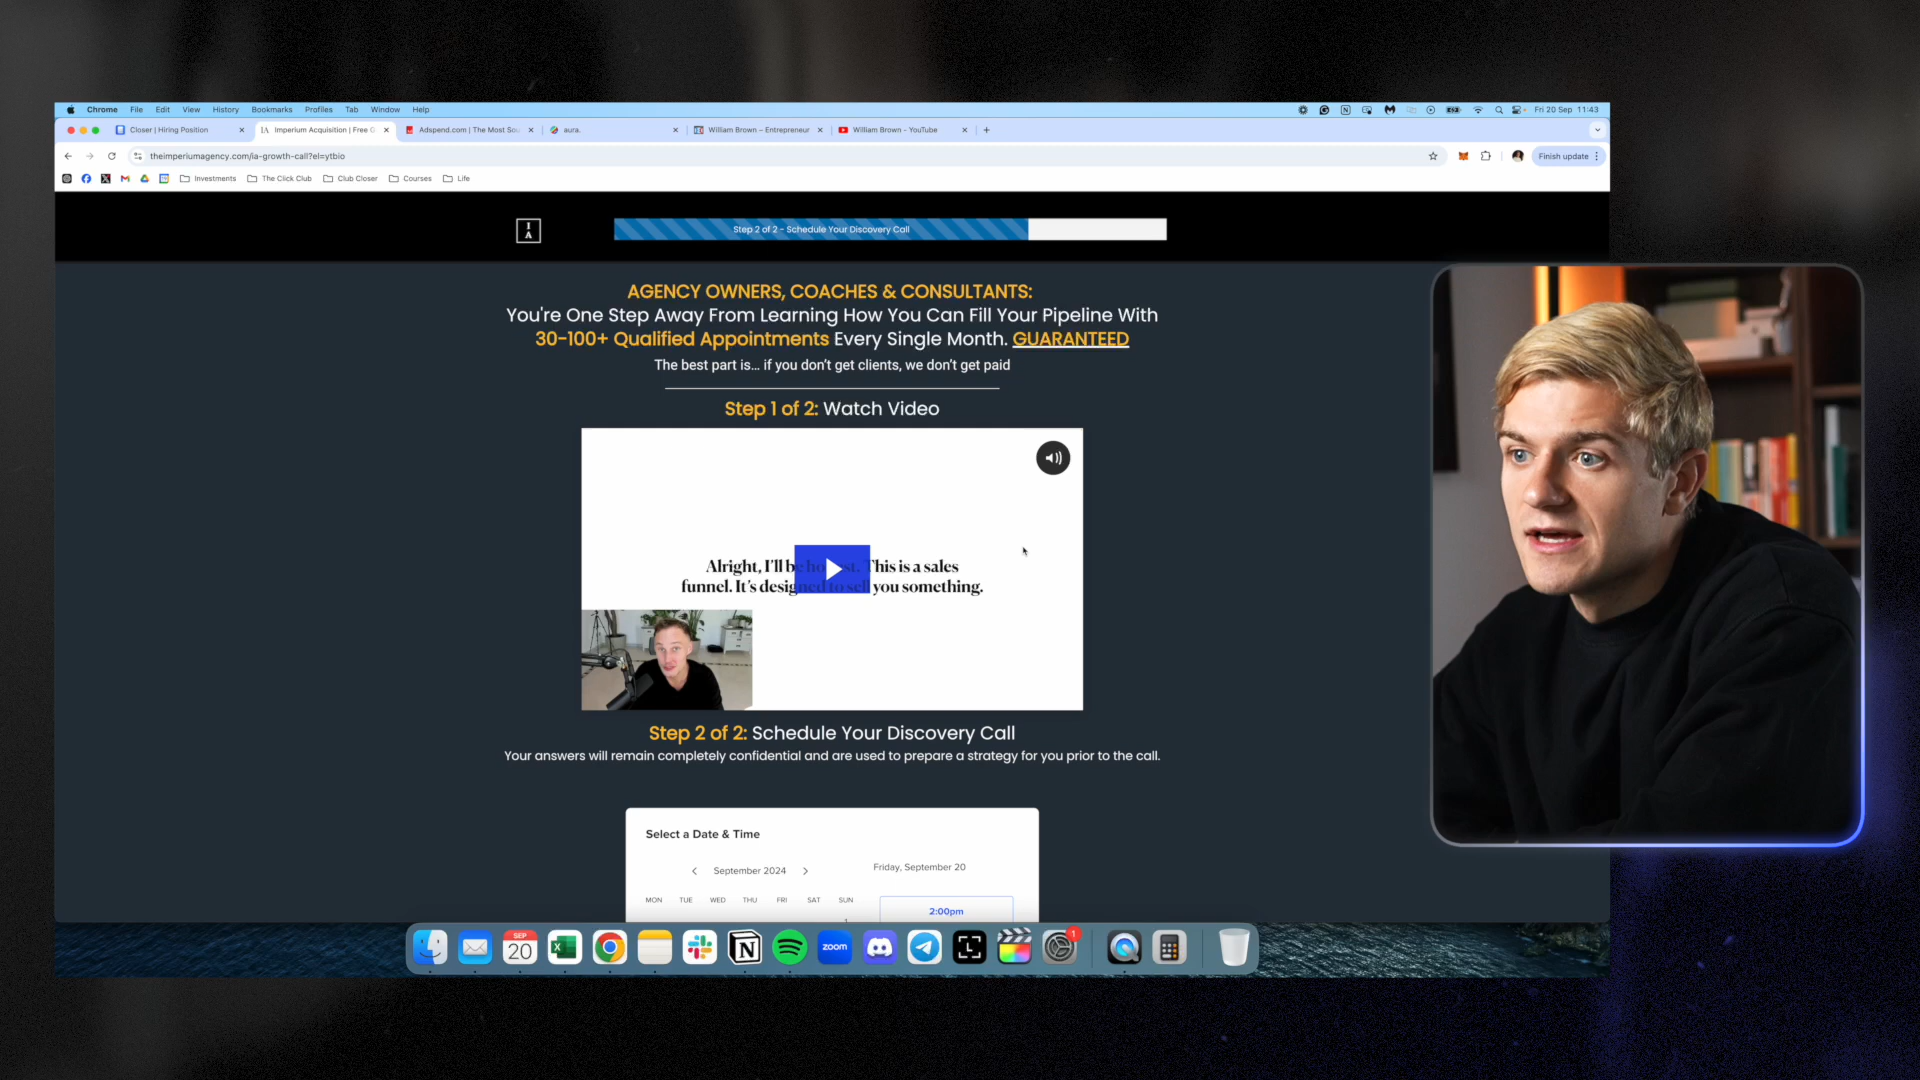 Chrome File Edit View History Bookmarks Profiles Tab Window Help
Fri 20 Sep 11:43
Closer | Hiring Position
Imperium Acquisition | Free
Adspend.com | The Most So
aura.
William Brown – Entrepreneur
William Brown - YouTube
theimperiumagency.com/ia-growth-call?el=ytbio
Finish update
Investments
The Click Club
Club Closer
Courses
Life
I
A
Step 2 of 2 - Schedule Your Discovery Call
AGENCY OWNERS, COACHES & CONSULTANTS:
You're One Step Away From Learning How You Can Fill Your Pipeline With
30-100+ Qualified Appointments Every Single Month. GUARANTEED
The best part is... if you don't get clients, we don't get paid
Step 1 of 2: Watch Video
Alright, I'll be honest. This is a sales
funnel. It's designed to sell you something.
Step 2 of 2: Schedule Your Discovery Call
Your answers will remain completely confidential and are used to prepare a strategy for you prior to the call.
Select a Date & Time
September 2024
Friday, September 20
MON TUE WED THU FRI SAT SUN
1
2:00pm
SEP
20
zoom
1